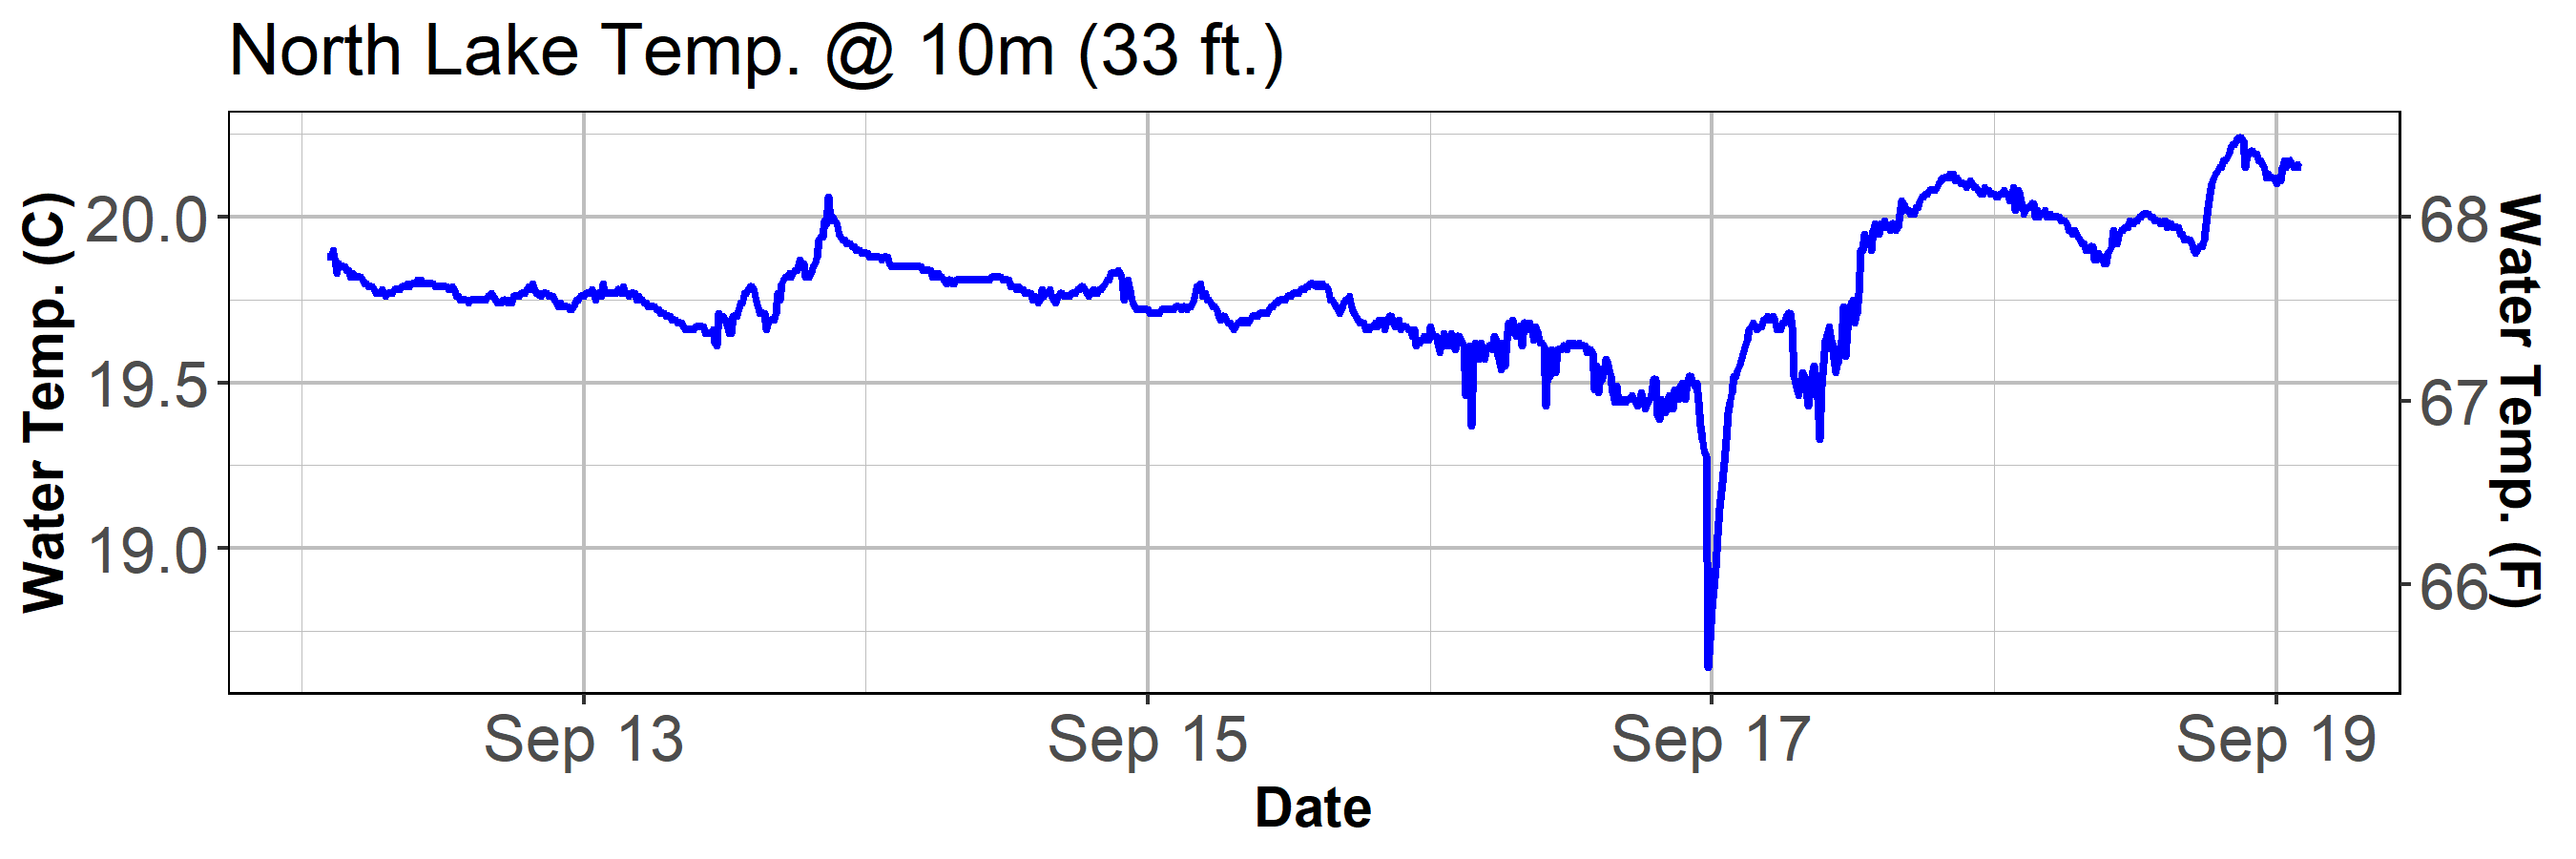 North Lake Temp. @ 10m (33 ft.)
Water Temp. (C)
20.0
19.5
19.0
68
67
66
Water Temp. (F)
Sep 13 Sep 15 Sep 17 Sep 19
Date